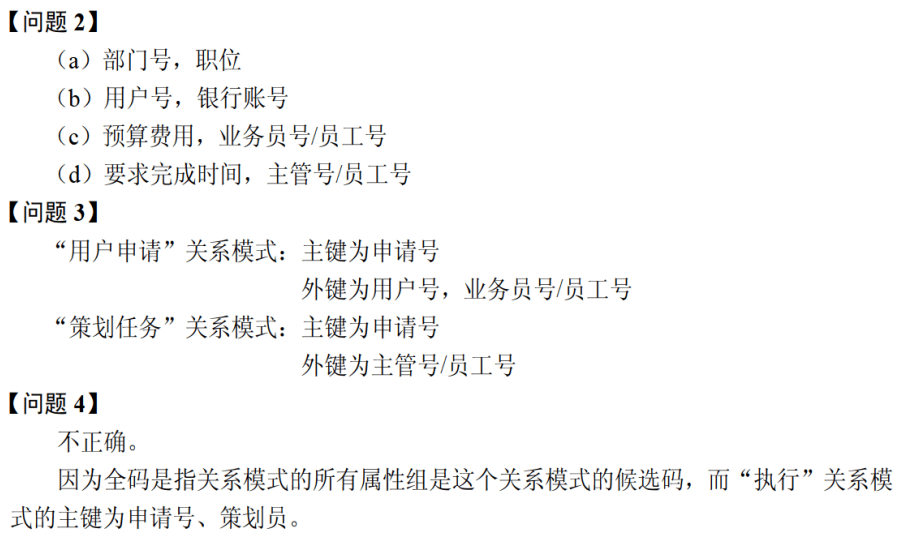 【问题 2】
（a）部门号，职位
（b）用户号，银行账号
（c）预算费用，业务员号/员工号
（d）要求完成时间，主管号/员工号
【问题 3】
“用户申请”关系模式：主键为申请号
外键为用户号，业务员号/员工号
“策划任务”关系模式：主键为申请号
外键为主管号/员工号
【问题 4】
不正确。
因为全码是指关系模式的所有属性组是这个关系模式的候选码，而“执行”关系模
式的主键为申请号、策划员。